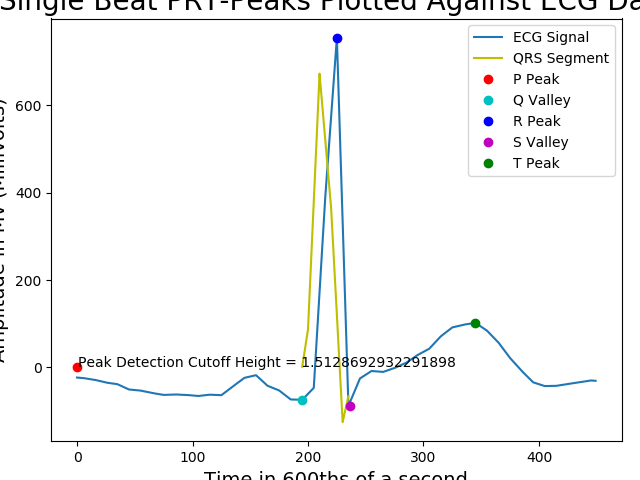 Single Beat PRT-Peaks Plotted Against ECG Da
Amplitude in MV (Millivolts)
600
400
200
0
0
100
200
300
400
Time in 600ths of a second
ECG Signal
QRS Segment
P Peak
Q Valley
R Peak
S Valley
T Peak
Peak Detection Cutoff Height = 1.5128692932291898